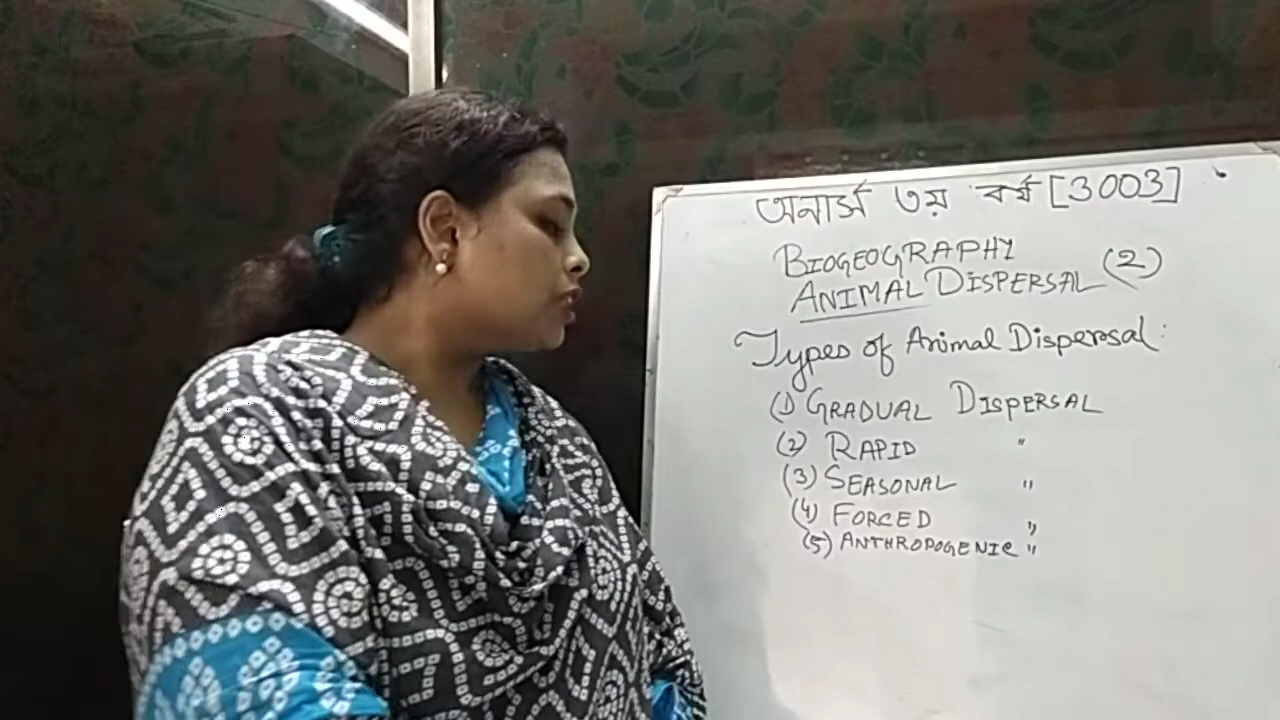 অনার্স ৩য় বর্ষ [3003]
BIOGEOGRAPHY
ANIMAL DISPERSAL (2)
Types of Animal Dispersal:
(1) GRADUAL DISPERSAL
(2) RAPID "
(3) SEASONAL "
(4) FORCED "
(5) ANTHROPOGENIC "